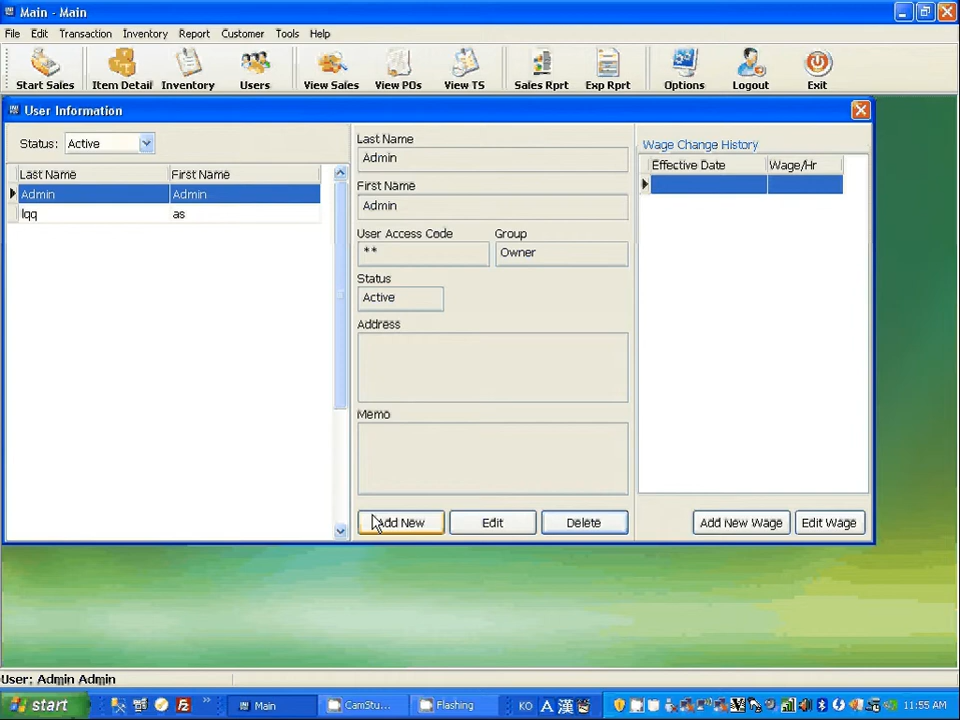 Main - Main
File Edit Transaction Inventory Report Customer Tools Help
Start Sales Item Detail Inventory Users View Sales View POs View TS Sales Rprt Exp Rprt Options Logout Exit
User Information
Status: Active
Last Name First Name
Admin Admin
lqq as
Last Name
Admin
First Name
Admin
User Access Code Group
** Owner
Status
Active
Address
Memo
Add New Edit Delete
Wage Change History
Effective Date Wage/Hr
Add New Wage Edit Wage
User: Admin Admin
start Main CamStu... Flashing KO A 漢 11:55 AM